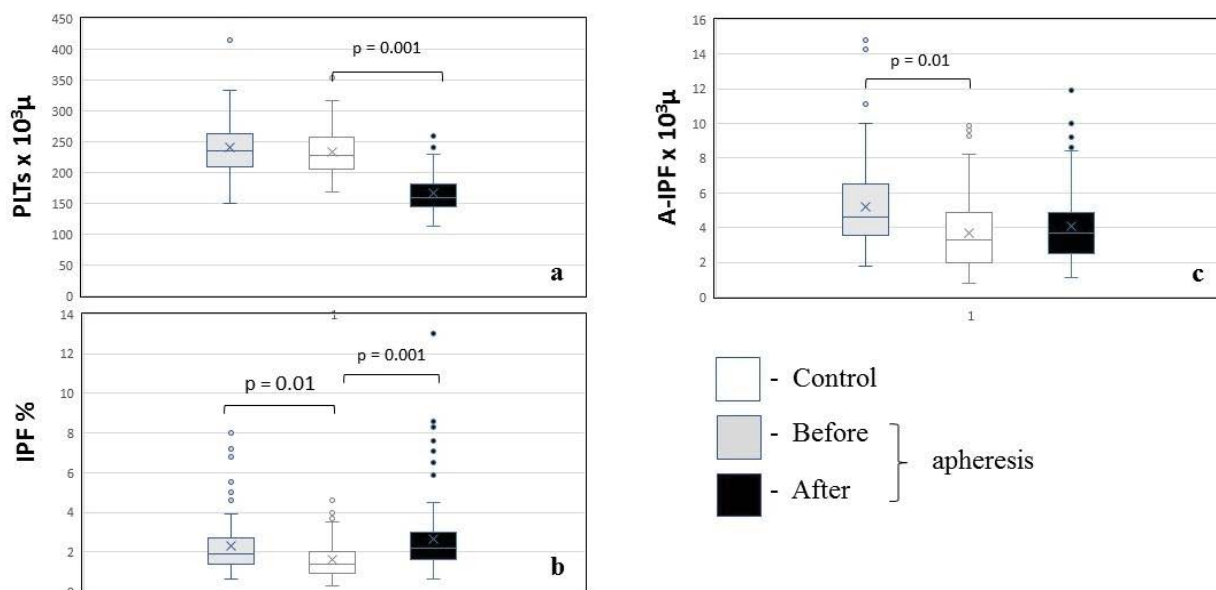 450
400
350
300
250
200
150
100
50
0
PLTs x 10³µ
p = 0.001
a
1
14
12
10
8
6
4
2
0
IPF %
p = 0.01
p = 0.001
b
16
14
12
10
8
6
4
2
0
A-IPF x 10³µ
p = 0.01
c
1
- Control
- Before
- After
apheresis